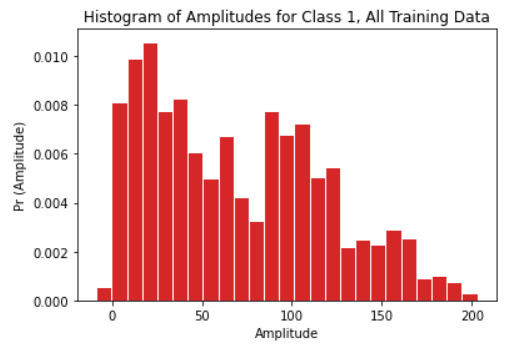 Histogram of Amplitudes for Class 1, All Training Data
Pr (Amplitude)
0.010
0.008
0.006
0.004
0.002
0.000
0 50 100 150 200
Amplitude